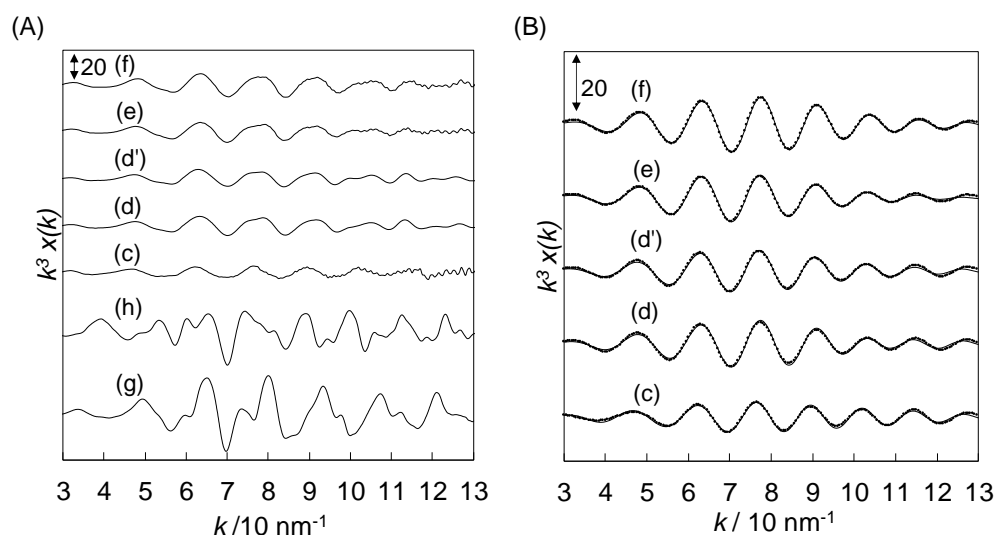 (A)
20
(f)
(e)
(d')
(d)
(c)
(h)
(g)
k³ x(k)
3 4 5 6 7 8 9 10 11 12 13
k /10 nm⁻¹
(B)
20
(f)
(e)
(d')
(d)
(c)
k³ x(k)
3 4 5 6 7 8 9 10 11 12 13
k / 10 nm⁻¹